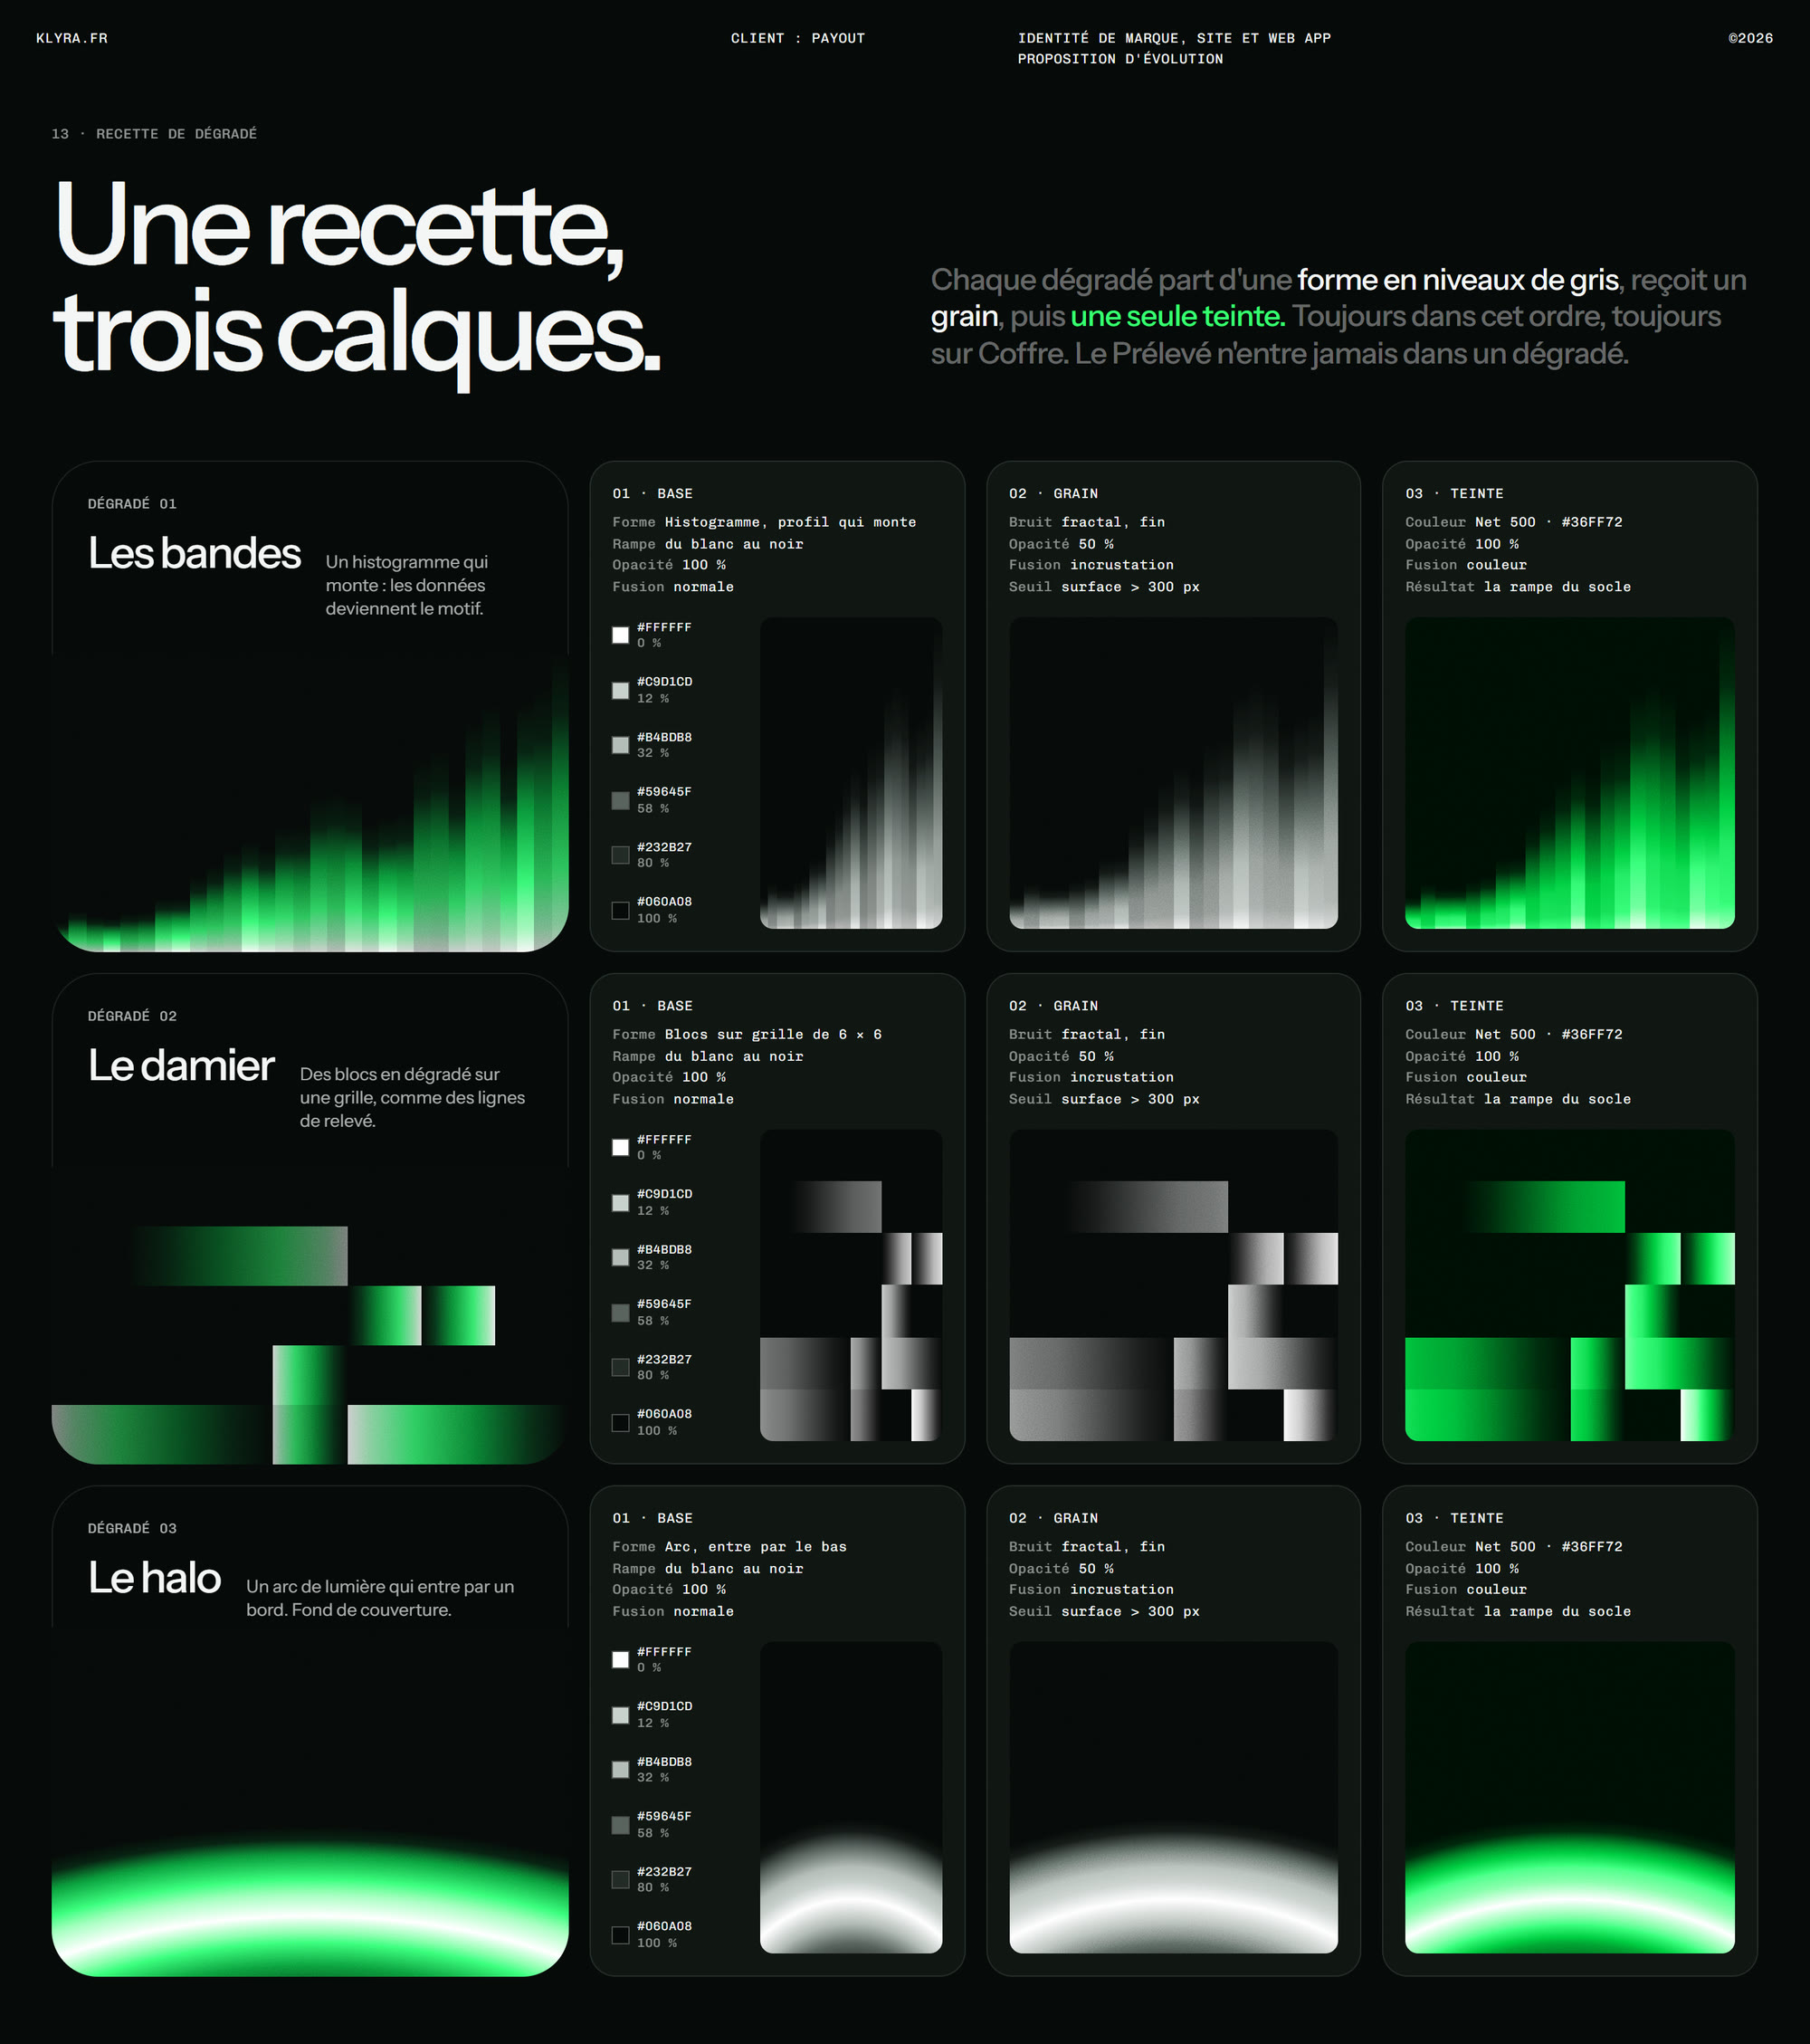 KLYRA.FR
CLIENT : PAYOUT
IDENTITÉ DE MARQUE, SITE ET WEB APP
PROPOSITION D'ÉVOLUTION
©2026
13 · RECETTE DE DÉGRADÉ
Une recette,
trois calques.
Chaque dégradé part d'une forme en niveaux de gris, reçoit un
grain, puis une seule teinte. Toujours dans cet ordre, toujours
sur Coffre. Le Prélevé n'entre jamais dans un dégradé.
DÉGRADÉ 01
Les bandes
Un histogramme qui
monte : les données
deviennent le motif.
01 · BASE
Forme Histogramme, profil qui monte
Rampe du blanc au noir
Opacité 100 %
Fusion normale
#FFFFFF
0 %
#C9D1CD
12 %
#B4BDB8
32 %
#59645F
58 %
#232B27
80 %
#060A08
100 %
02 · GRAIN
Bruit fractal, fin
Opacité 50 %
Fusion incrustation
Seuil surface > 300 px
03 · TEINTE
Couleur Net 500 · #36FF72
Opacité 100 %
Fusion couleur
Résultat la rampe du socle
DÉGRADÉ 02
Le damier
Des blocs en dégradé sur
une grille, comme des lignes
de relevé.
01 · BASE
Forme Blocs sur grille de 6 × 6
Rampe du blanc au noir
Opacité 100 %
Fusion normale
#FFFFFF
0 %
#C9D1CD
12 %
#B4BDB8
32 %
#59645F
58 %
#232B27
80 %
#060A08
100 %
02 · GRAIN
Bruit fractal, fin
Opacité 50 %
Fusion incrustation
Seuil surface > 300 px
03 · TEINTE
Couleur Net 500 · #36FF72
Opacité 100 %
Fusion couleur
Résultat la rampe du socle
DÉGRADÉ 03
Le halo
Un arc de lumière qui entre par un
bord. Fond de couverture.
01 · BASE
Forme Arc, entre par le bas
Rampe du blanc au noir
Opacité 100 %
Fusion normale
#FFFFFF
0 %
#C9D1CD
12 %
#B4BDB8
32 %
#59645F
58 %
#232B27
80 %
#060A08
100 %
02 · GRAIN
Bruit fractal, fin
Opacité 50 %
Fusion incrustation
Seuil surface > 300 px
03 · TEINTE
Couleur Net 500 · #36FF72
Opacité 100 %
Fusion couleur
Résultat la rampe du socle